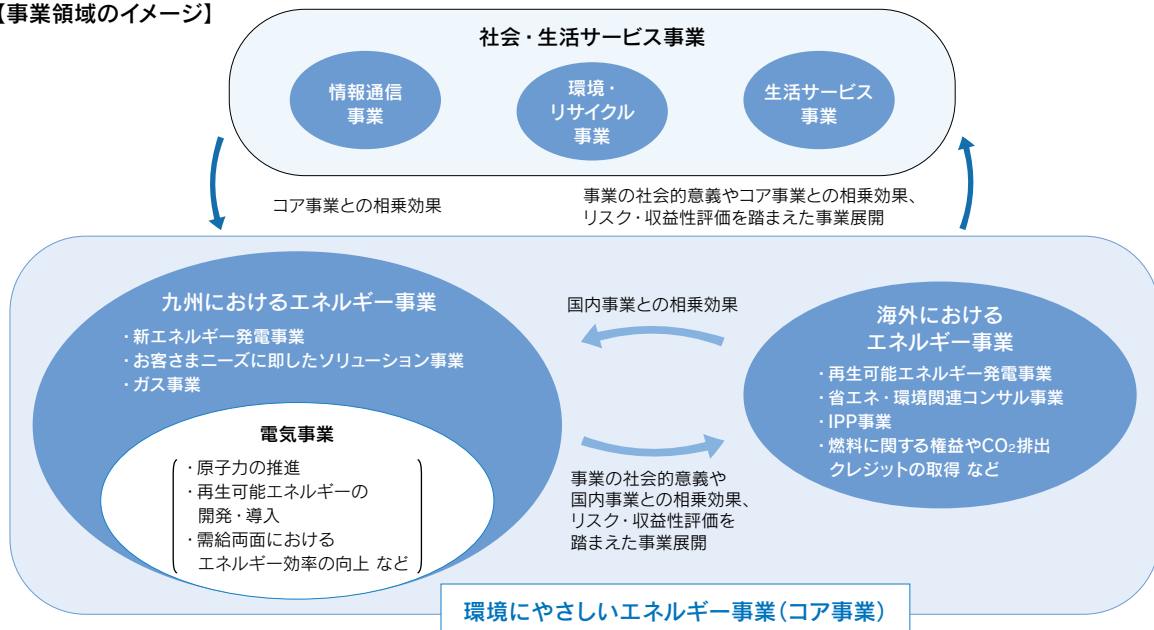 【事業領域のイメージ】
社会・生活サービス事業
情報通信
事業
環境・
リサイクル
事業
生活サービス
事業
コア事業との相乗効果
事業の社会的意義やコア事業との相乗効果、
リスク・収益性評価を踏まえた事業展開
九州におけるエネルギー事業
・新エネルギー発電事業
・お客さまニーズに即したソリューション事業
・ガス事業
電気事業
・原子力の推進
・再生可能エネルギーの
開発・導入
・需給両面における
エネルギー効率の向上 など
国内事業との相乗効果
事業の社会的意義や
国内事業との相乗効果、
リスク・収益性評価を
踏まえた事業展開
海外における
エネルギー事業
・再生可能エネルギー発電事業
・省エネ・環境関連コンサル事業
・IPP事業
・燃料に関する権益やCO₂排出
クレジットの取得 など
環境にやさしいエネルギー事業(コア事業)